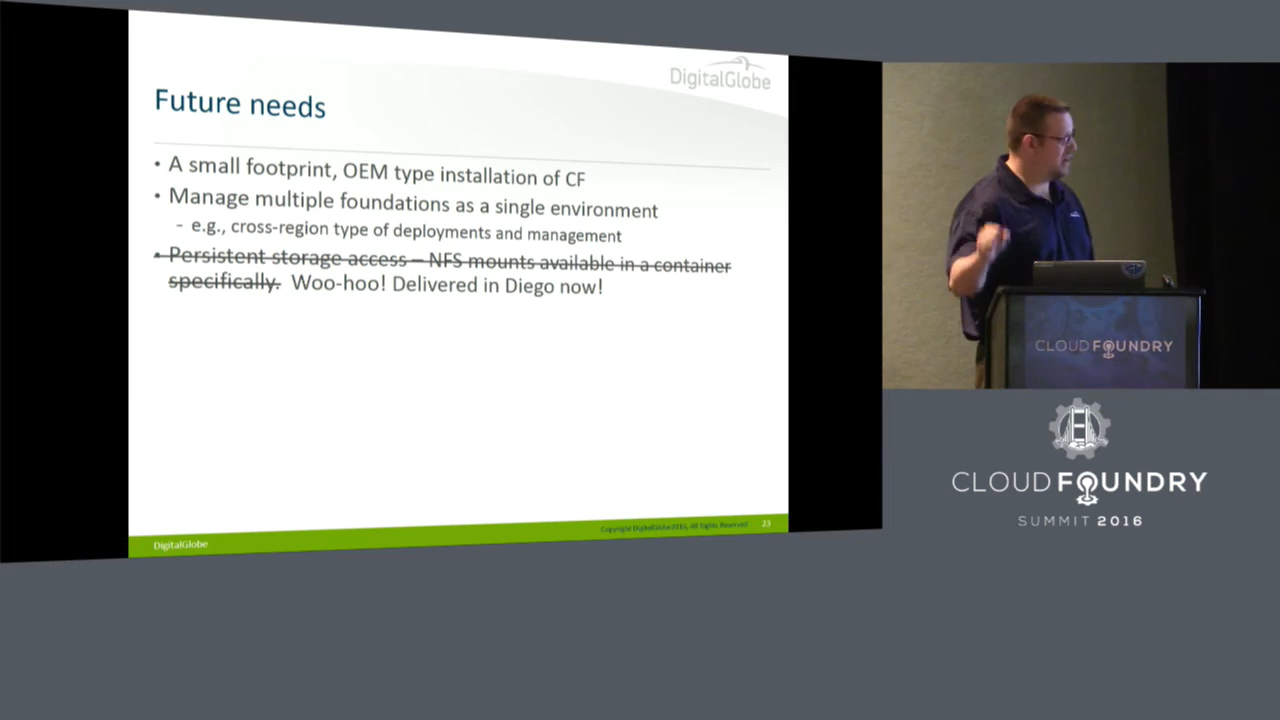 DigitalGlobe
Future needs
• A small footprint, OEM type installation of CF
• Manage multiple foundations as a single environment
- e.g., cross-region type of deployments and management
• Persistent storage access – NFS mounts available in a container
specifically. Woo-hoo! Delivered in Diego now!
DigitalGlobe
Copyright DigitalGlobe2015, All Rights Reserved
23
CLOUD FOUNDRY
CLOUD FOUNDRY
SUMMIT 2016